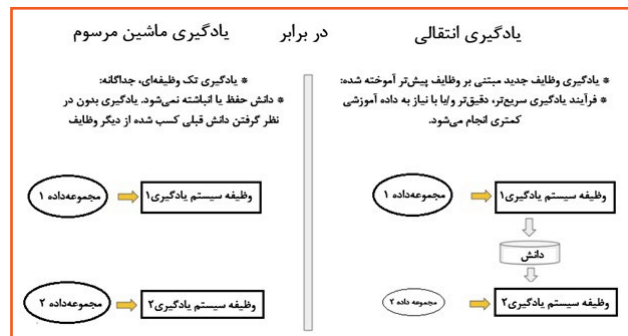 یادگیری انتقالی
در برابر
یادگیری ماشین مرسوم
* یادگیری وظایف جدید مبتنی بر وظایف پیش‌تر آموخته شده:
* فرآیند یادگیری سریع‌تر، دقیق‌تر و/یا با نیاز به داده آموزشی
کمتری انجام می‌شود.
* یادگیری تک وظیفه‌ای، جداگانه:
* دانش حفظ یا انباشته نمی‌شود. یادگیری بدون در
نظر گرفتن دانش قبلی کسب شده از دیگر وظایف
مجموعه‌داده ۱
وظیفه سیستم یادگیری۱
دانش
مجموعه داده ۲
وظیفه سیستم یادگیری۲
مجموعه‌داده ۱
وظیفه سیستم یادگیری۱
مجموعه‌داده ۲
وظیفه سیستم یادگیری۲